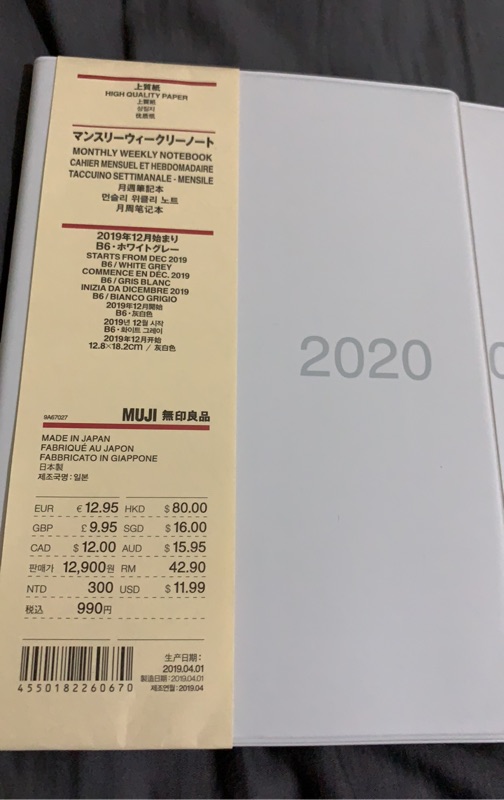 上質紙
HIGH QUALITY PAPER
上質紙
상질지
优质纸
マンスリーウィークリーノート
MONTHLY WEEKLY NOTEBOOK
CAHIER MENSUEL ET HEBDOMADAIRE
TACCUINO SETTIMANALE - MENSILE
月週筆記本
먼슬리 위클리 노트
月周笔记本
2019年12月始まり
B6・ホワイトグレー
STARTS FROM DEC 2019
B6 / WHITE GREY
COMMENCE EN DÉC. 2019
B6 / GRIS BLANC
INIZIA DA DICEMBRE 2019
B6 / BIANCO GRIGIO
2019年12月開始
B6・灰白色
2019년 12월 시작
B6・화이트 그레이
2019年12月开始
12.8×18.2cm / 灰白色
9A67027 MUJI 無印良品
MADE IN JAPAN
FABRIQUÉ AU JAPON
FABBRICATO IN GIAPPONE
日本製
제조국명 : 일본
EUR € 12.95 HKD $ 80.00
GBP £ 9.95 SGD $ 16.00
CAD $ 12.00 AUD $ 15.95
판매가 12,900원 RM 42.90
NTD 300 USD $ 11.99
税込 990円
4550182260670
生产日期：
2019.04.01
製造日期：2019.04.01
제조연월：2019.04
2020